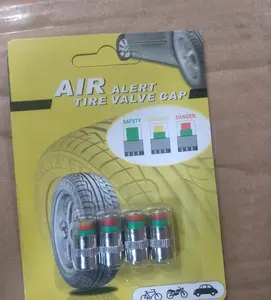 AIR ALERT
TIRE VALVE CAP
SAFETY DANGER